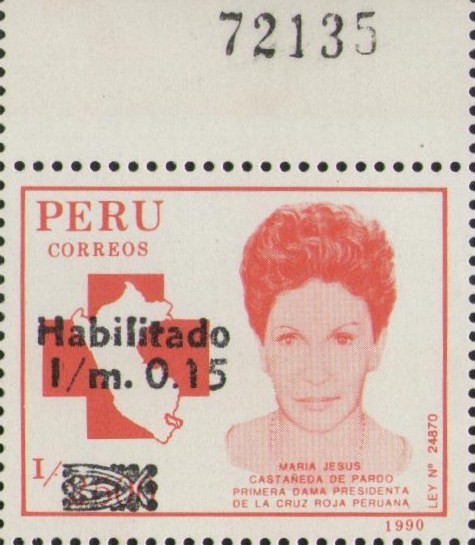 72135
PERU
CORREOS
Habilitado
I/m. 0.15
I/
MARIA JESUS
CASTAÑEDA DE PARDO
PRIMERA DAMA PRESIDENTA
DE LA CRUZ ROJA PERUANA
LEY Nº 24870
1990